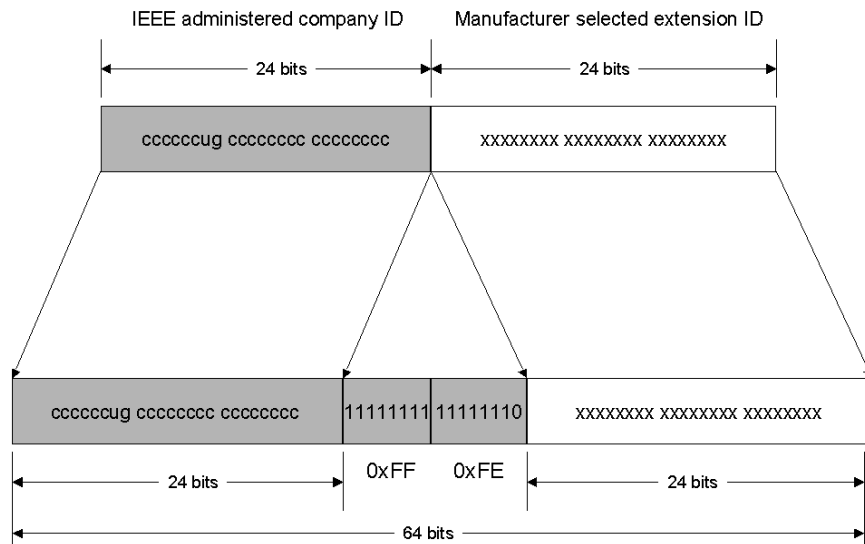 IEEE administered company ID Manufacturer selected extension ID
24 bits 24 bits
ccccccug cccccccc cccccccc xxxxxxxx xxxxxxxx xxxxxxxx
ccccccug cccccccc cccccccc 11111111 11111110 xxxxxxxx xxxxxxxx xxxxxxxx
0xFF 0xFE
24 bits 24 bits
64 bits